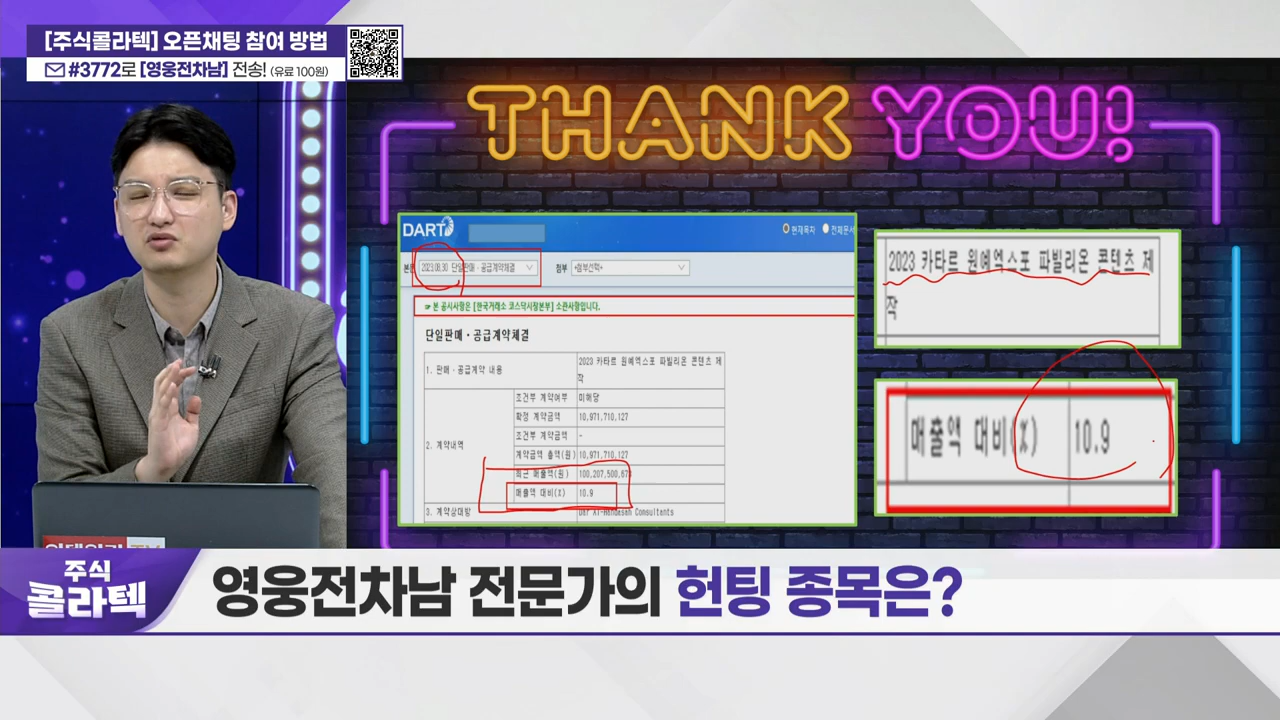 [주식콜라텍] 오픈채팅 참여 방법
#3772로 [영웅전차남] 전송! (유료 100원)
THANK YOU!
DART
현재목차
본문 2023.08.30 단일판매ㆍ공급계약체결
첨부 +첨부선택+
☞ 본 공시사항은 [한국거래소 코스닥시장본부] 소관사항입니다.
단일판매ㆍ공급계약체결
1. 판매ㆍ공급계약 내용
2023 카타르 원예엑스포 파빌리온 콘텐츠 제
작
2. 계약내역
조건부 계약여부 미해당
확정 계약금액 10,971,710,127
조건부 계약금액 -
계약금액 총액(원) 10,971,710,127
최근 매출액(원)
매출액 대비(%) 10.9
3. 계약상대방 Dar Al-Handasah Consultants
2023 카타르 원예엑스포 파빌리온 콘텐츠 제
작
매출액 대비(%) 10.9
주식
콜라텍
영웅전차남 전문가의 헌팅 종목은?